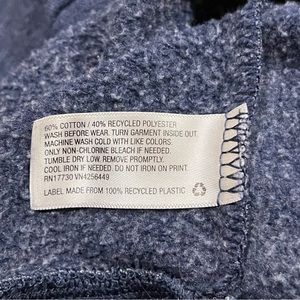 60% COTTON / 40% RECYCLED POLYESTER
WASH BEFORE WEAR. TURN GARMENT INSIDE OUT.
MACHINE WASH COLD WITH LIKE COLORS
ONLY NON-CHLORINE BLEACH IF NEEDED.
TUMBLE DRY LOW. REMOVE PROMPTLY.
COOL IRON IF NEEDED. DO NOT IRON ON PRINT.
RN17730 VN4256449
LABEL: MADE FROM 100% RECYCLED PLASTIC